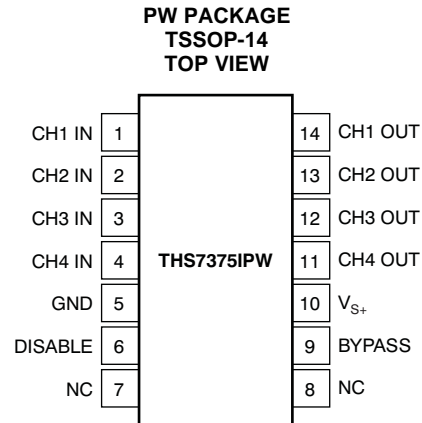 PW PACKAGE
TSSOP-14
TOP VIEW
CH1 IN 1 14 CH1 OUT
CH2 IN 2 13 CH2 OUT
CH3 IN 3 12 CH3 OUT
CH4 IN 4 THS7375IPW 11 CH4 OUT
GND 5 10 VS+
DISABLE 6 9 BYPASS
NC 7 8 NC